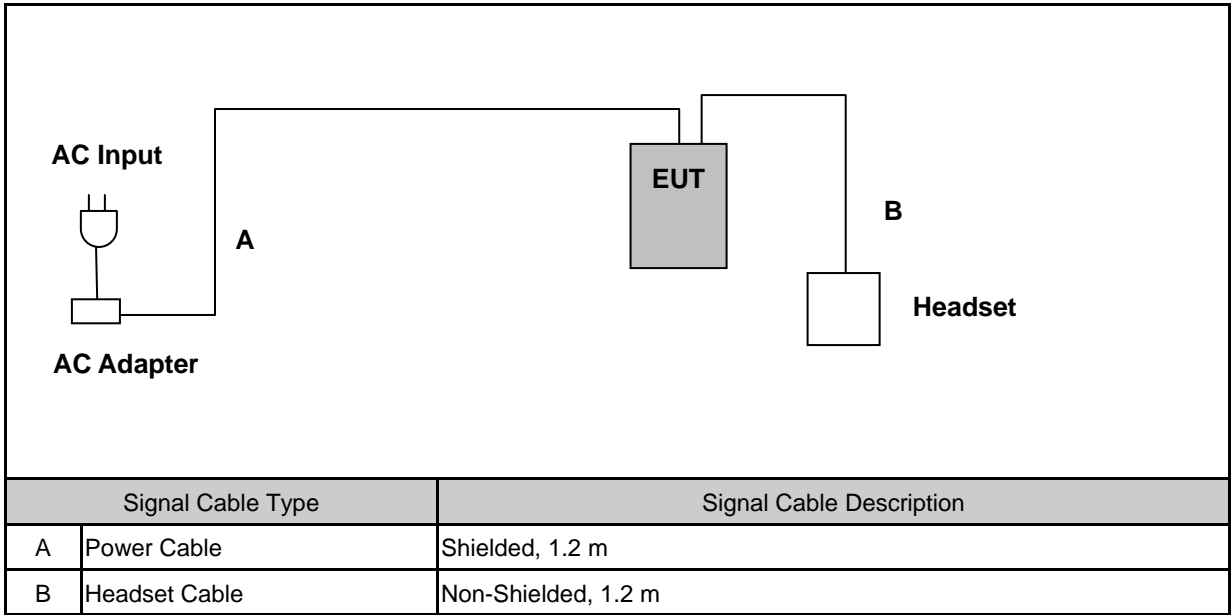 AC Input
EUT
B
A
Headset
AC Adapter
Signal Cable Type Signal Cable Description
A Power Cable Shielded, 1.2 m
B Headset Cable Non-Shielded, 1.2 m